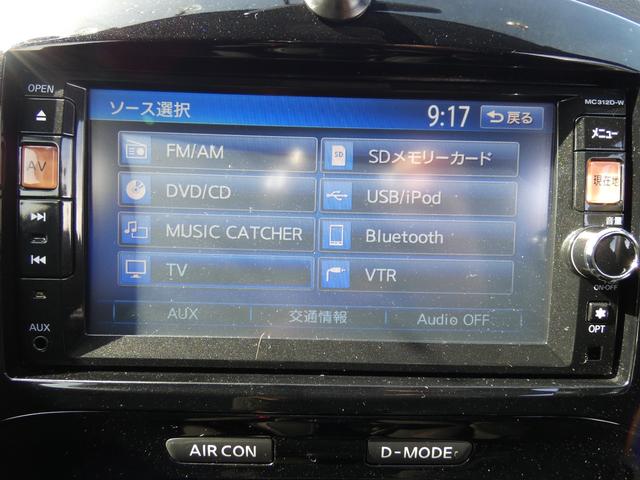 OPEN
MC312D-W
ソース選択
9:17
戻る
メニュー
AV
FM/AM
SDメモリーカード
現在地
DVD/CD
USB/iPod
音量
MUSIC CATCHER
Bluetooth
TV
VTR
ON・OFF
AUX
交通情報
Audio OFF
AUX
OPT
AIR CON
D-MODE
SD